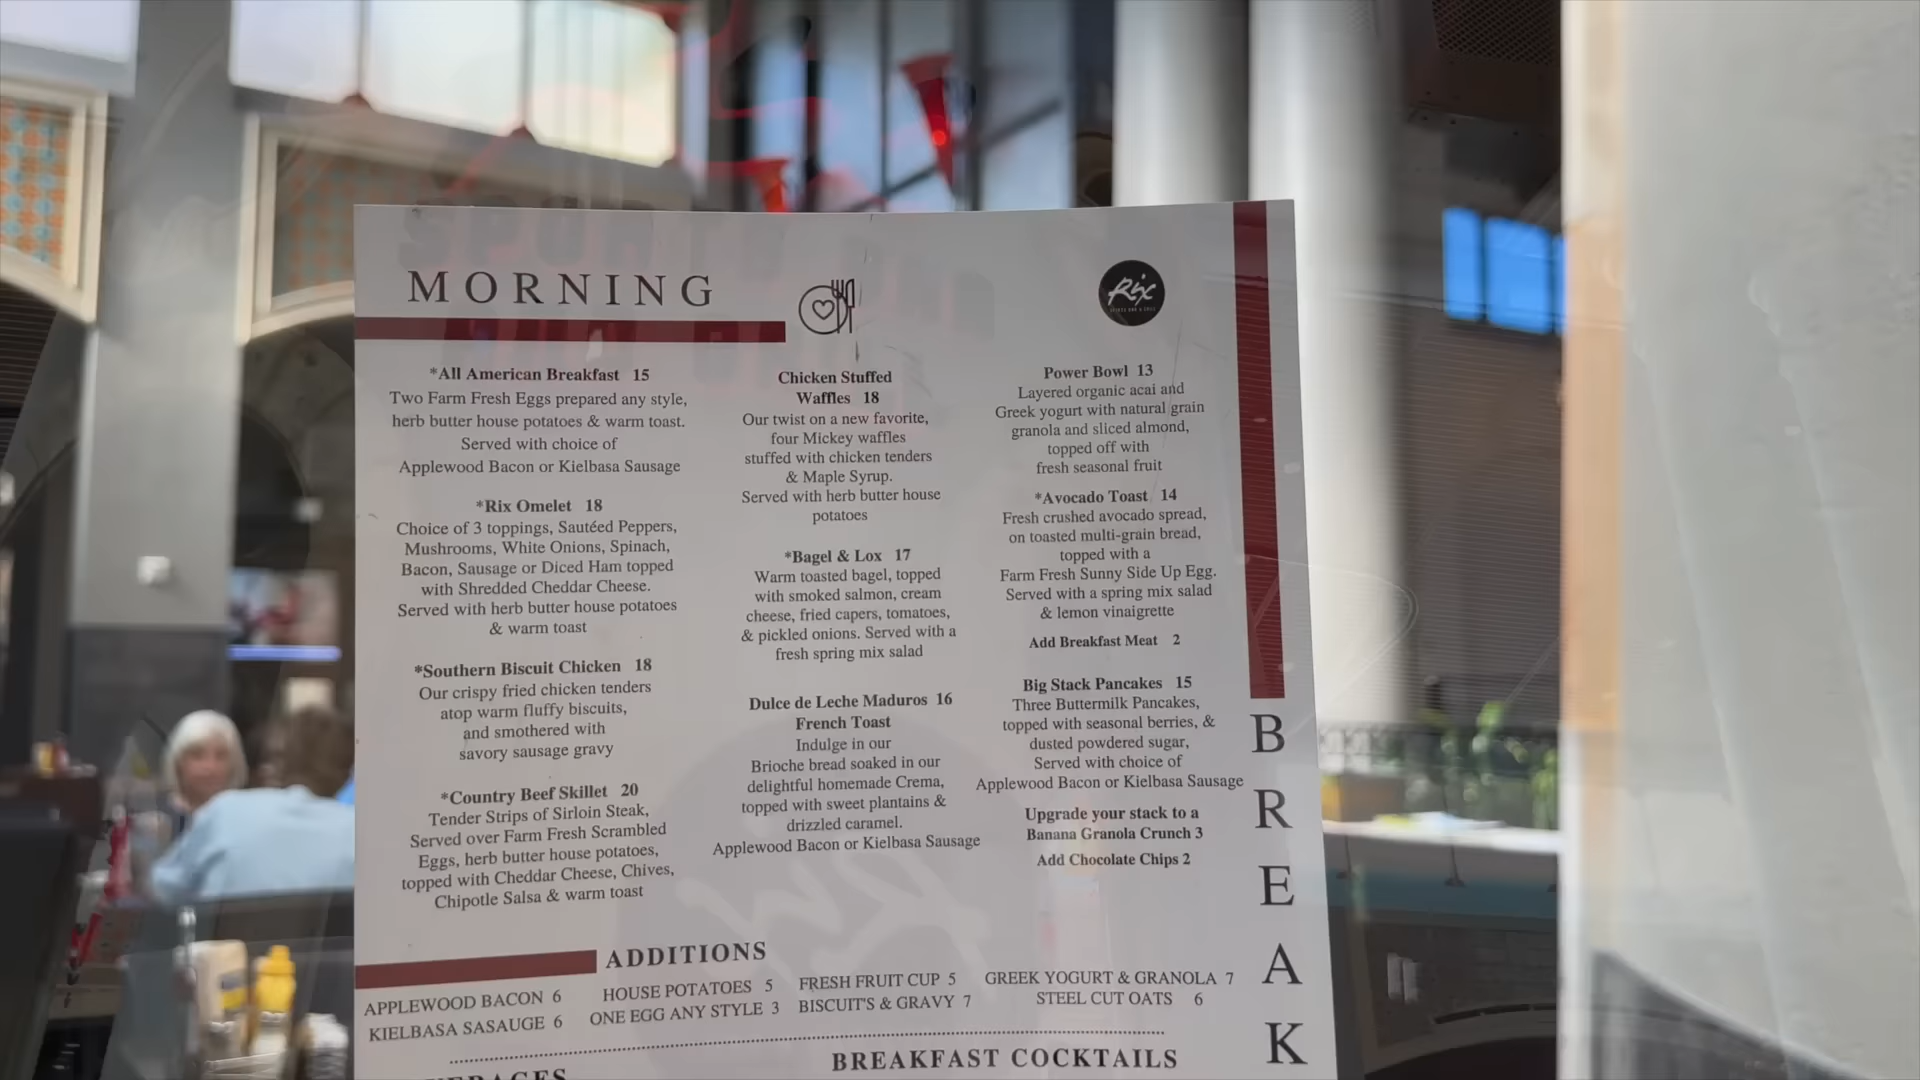 MORNING
Rix
*All American Breakfast 15
Two Farm Fresh Eggs prepared any style,
herb butter house potatoes & warm toast.
Served with choice of
Applewood Bacon or Kielbasa Sausage
*Rix Omelet 18
Choice of 3 toppings, Sautéed Peppers,
Mushrooms, White Onions, Spinach,
Bacon, Sausage or Diced Ham topped
with Shredded Cheddar Cheese.
Served with herb butter house potatoes
& warm toast
*Southern Biscuit Chicken 18
Our crispy fried chicken tenders
atop warm fluffy biscuits,
and smothered with
savory sausage gravy
*Country Beef Skillet 20
Tender Strips of Sirloin Steak,
Served over Farm Fresh Scrambled
Eggs, herb butter house potatoes,
topped with Cheddar Cheese, Chives,
Chipotle Salsa & warm toast
Chicken Stuffed
Waffles 18
Our twist on a new favorite,
four Mickey waffles
stuffed with chicken tenders
& Maple Syrup.
Served with herb butter house
potatoes
*Bagel & Lox 17
Warm toasted bagel, topped
with smoked salmon, cream
cheese, fried capers, tomatoes,
& pickled onions. Served with a
fresh spring mix salad
Dulce de Leche Maduros 16
French Toast
Indulge in our
Brioche bread soaked in our
delightful homemade Crema,
topped with sweet plantains &
drizzled caramel.
Applewood Bacon or Kielbasa Sausage
Power Bowl 13
Layered organic acai and
Greek yogurt with natural grain
granola and sliced almond,
topped off with
fresh seasonal fruit
*Avocado Toast 14
Fresh crushed avocado spread,
on toasted multi-grain bread,
topped with a
Farm Fresh Sunny Side Up Egg.
Served with a spring mix salad
& lemon vinaigrette
Add Breakfast Meat 2
Big Stack Pancakes 15
Three Buttermilk Pancakes,
topped with seasonal berries, &
dusted powdered sugar,
Served with choice of
Applewood Bacon or Kielbasa Sausage
Upgrade your stack to a
Banana Granola Crunch 3
Add Chocolate Chips 2
BREAK
ADDITIONS
APPLEWOOD BACON 6
KIELBASA SASAUGE 6
HOUSE POTATOES 5
ONE EGG ANY STYLE 3
FRESH FRUIT CUP 5
BISCUIT'S & GRAVY 7
GREEK YOGURT & GRANOLA 7
STEEL CUT OATS 6
BREAKFAST COCKTAILS